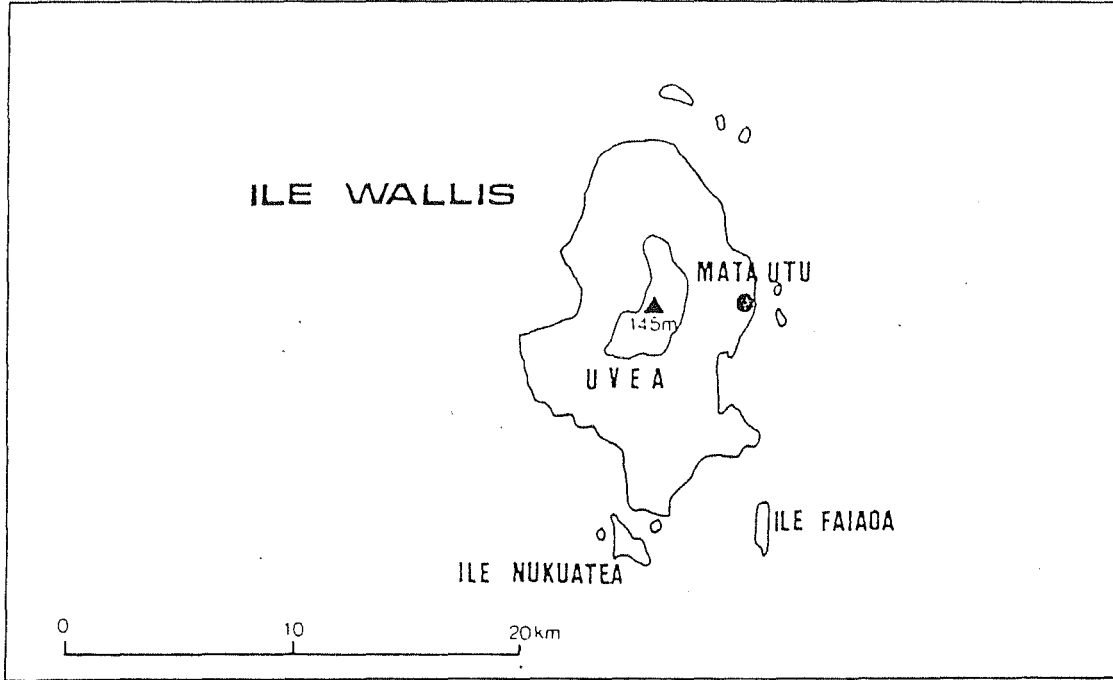 ILE WALLIS
MATA UTU
145m
UVEA
ILE FAIAOA
ILE NUKUATEA
0 10 20km